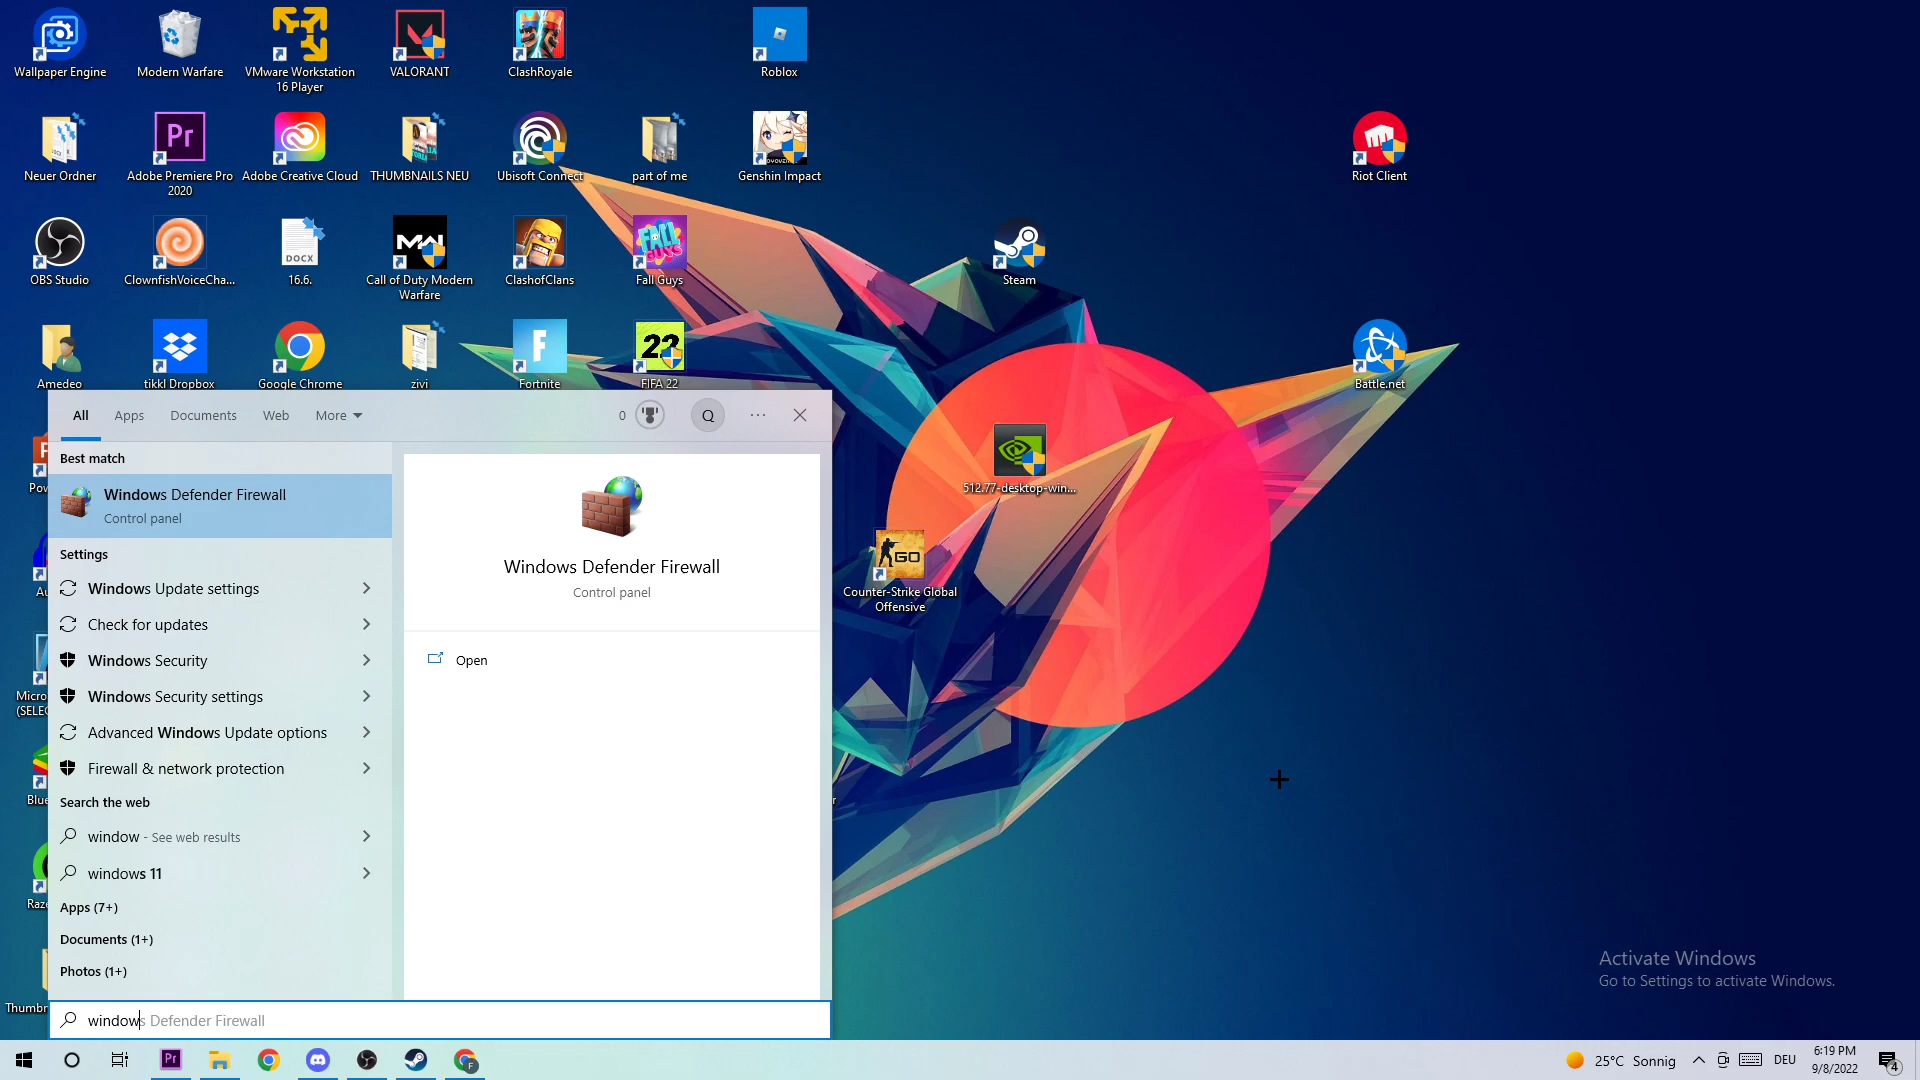 Wallpaper Engine
Modern Warfare
VMware Workstation
16 Player
VALORANT
ClashRoyale
Roblox
Neuer Ordner
Adobe Premiere Pro
2020
Adobe Creative Cloud
THUMBNAILS NEU
Ubisoft Connect
part of me
Genshin Impact
Riot Client
OBS Studio
ClownfishVoiceCha...
16.6.
Call of Duty Modern
Warfare
ClashofClans
Fall Guys
Steam
Amedeo
tikkl Dropbox
Google Chrome
zivi
Fortnite
FIFA 22
Battle.net
512.77-desktop-win...
Counter-Strike Global
Offensive
All
Apps
Documents
Web
More
0
Q
Best match
Windows Defender Firewall
Control panel
Settings
Windows Update settings
Check for updates
Windows Security
Windows Security settings
Advanced Windows Update options
Firewall & network protection
Search the web
window - See web results
windows 11
Apps (7+)
Documents (1+)
Photos (1+)
windows Defender Firewall
Windows Defender Firewall
Control panel
Open
Activate Windows
Go to Settings to activate Windows.
25°C Sonnig
DEU
6:19 PM
9/8/2022
4